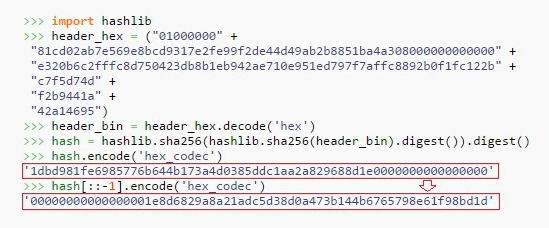 >>> import hashlib
>>> header_hex = ("01000000" +
"81cd02ab7e569e8bcd9317e2fe99f2de44d49ab2b8851ba4a308000000000000" +
"e320b6c2fffc8d750423db8b1eb942ae710e951ed797f7affc8892b0f1fc122b" +
"c7f5d74d" +
"f2b9441a" +
"42a14695")
>>> header_bin = header_hex.decode('hex')
>>> hash = hashlib.sha256(hashlib.sha256(header_bin).digest()).digest()
>>> hash.encode('hex_codec')
'1dbd981fe6985776b644b173a4d0385ddc1aa2a829688d1e0000000000000000'
>>> hash[::-1].encode('hex_codec')
'00000000000000001e8d6829a8a21adc5d38d0a473b144b6765798e61f98bd1d'